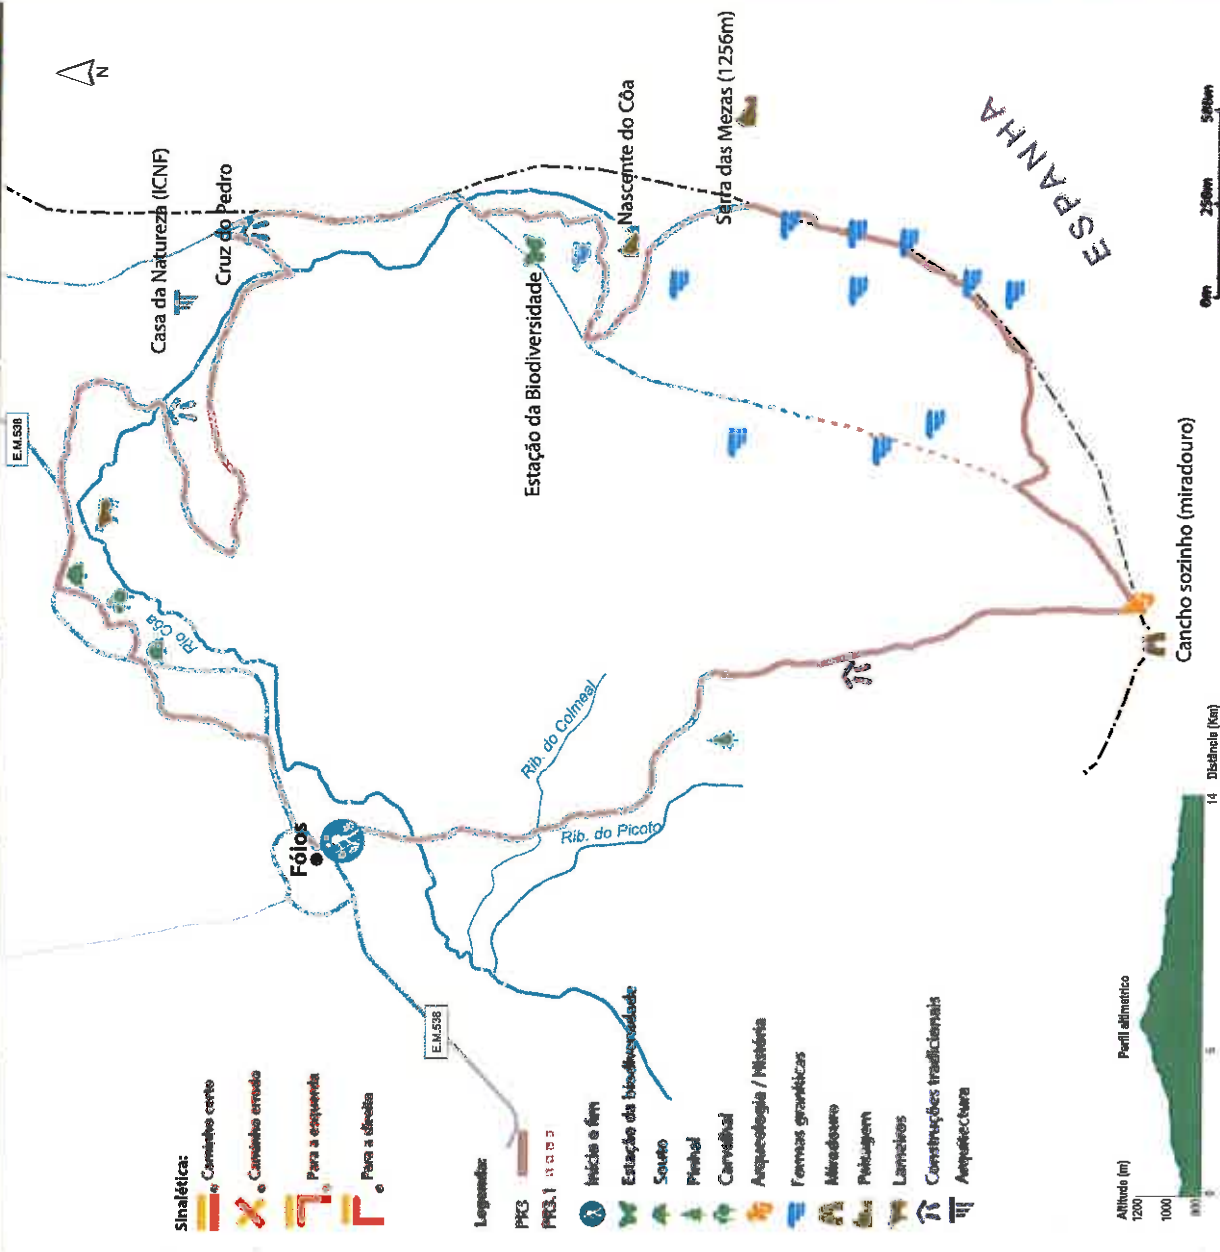 N
E.M.538
Casa da Natureza (ICNF)
Cruz do Pedro
Nascente do Côa
Serra das Mezas (1256m)
ESPANHA
Estação da Biodiversidade
Rio Côa
Fóios
Rib. do Colmeal
Rib. do Picoto
Cancho sozinho (miradouro)
E.M.538
0m 250m 500m
Sinalética:
Caminho certo
Caminho errado
Para a esquerda
Para a direita
Legenda:
PR3
PR3.1
Início e fim
Estação da biodiversidade
Souto
Pinhal
Carvalhal
Arqueologia / História
Formas graníticas
Miradouro
Paisagem
Lameiros
Construções tradicionais
Arquitectura
Perfil altimetrico
Altitude (m)
1200
1000
800
0
5
14 Distância (Km)